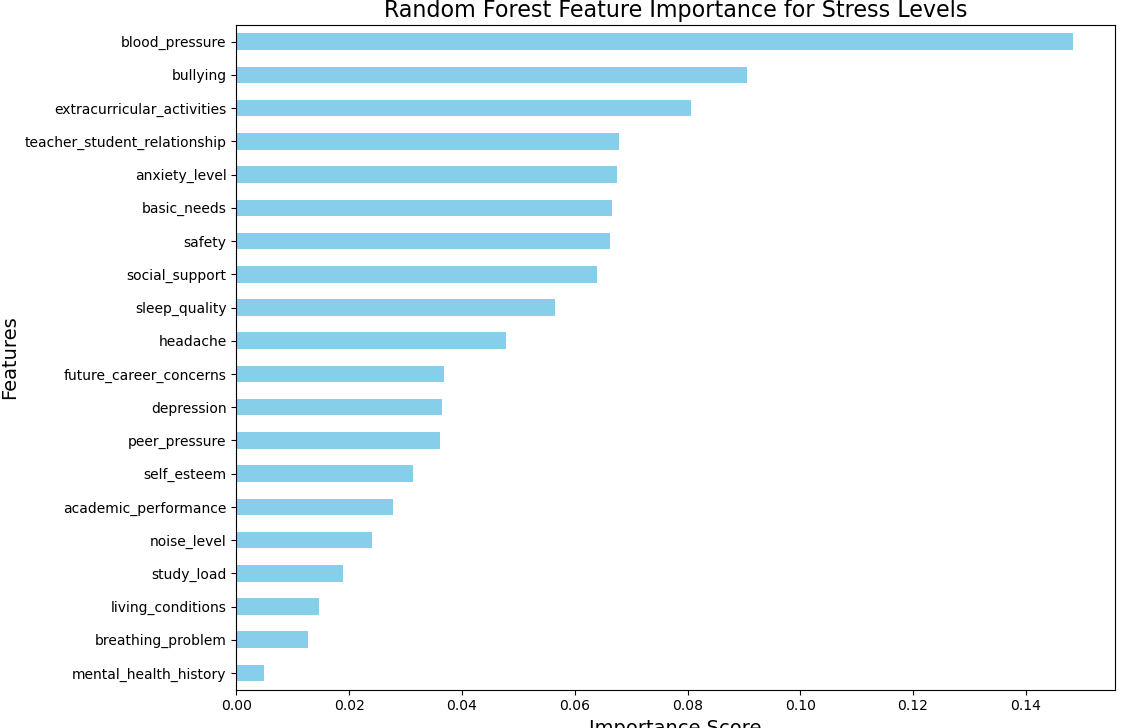 Random Forest Feature Importance for Stress Levels
blood_pressure
bullying
extracurricular_activities
teacher_student_relationship
anxiety_level
basic_needs
safety
social_support
sleep_quality
headache
future_career_concerns
depression
peer_pressure
self_esteem
academic_performance
noise_level
study_load
living_conditions
breathing_problem
mental_health_history
Features
0.00 0.02 0.04 0.06 0.08 0.10 0.12 0.14
Importance Score